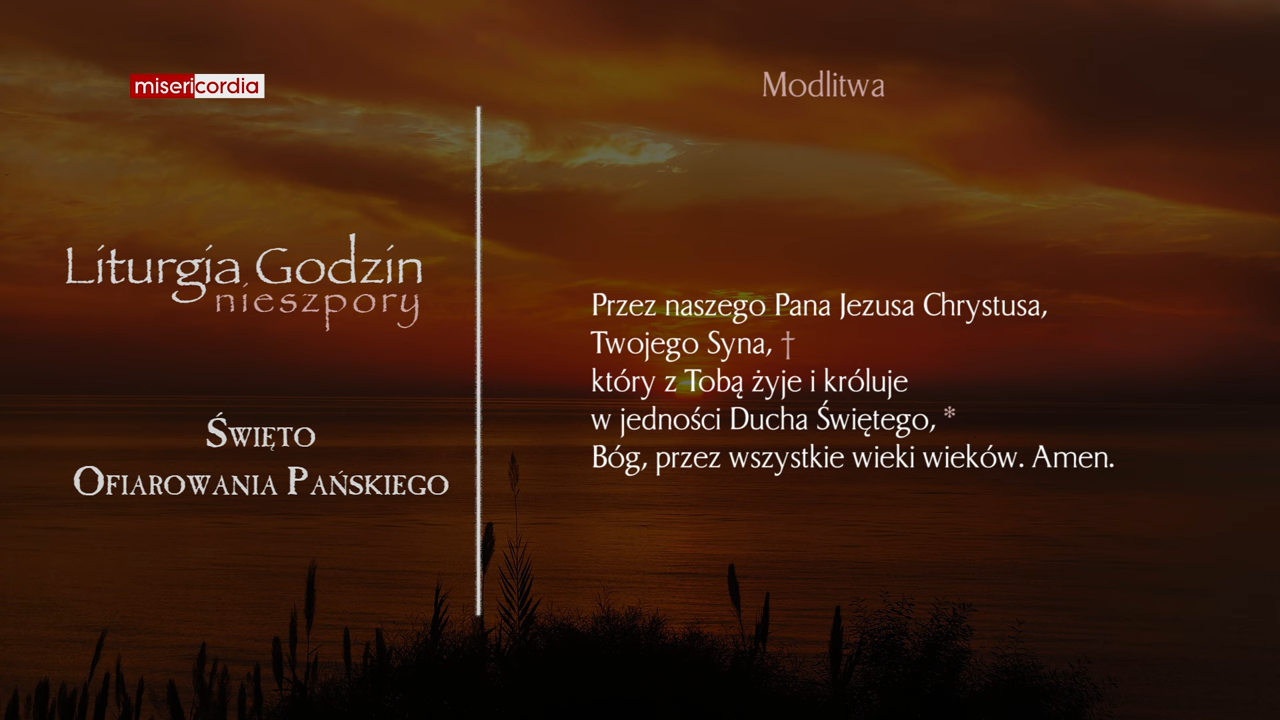 misericordia
Modlitwa
Liturgia Godzin
nieszpory
Święto
Ofiarowania Pańskiego
Przez naszego Pana Jezusa Chrystusa,
Twojego Syna, †
który z Tobą żyje i króluje
w jedności Ducha Świętego, *
Bóg, przez wszystkie wieki wieków. Amen.